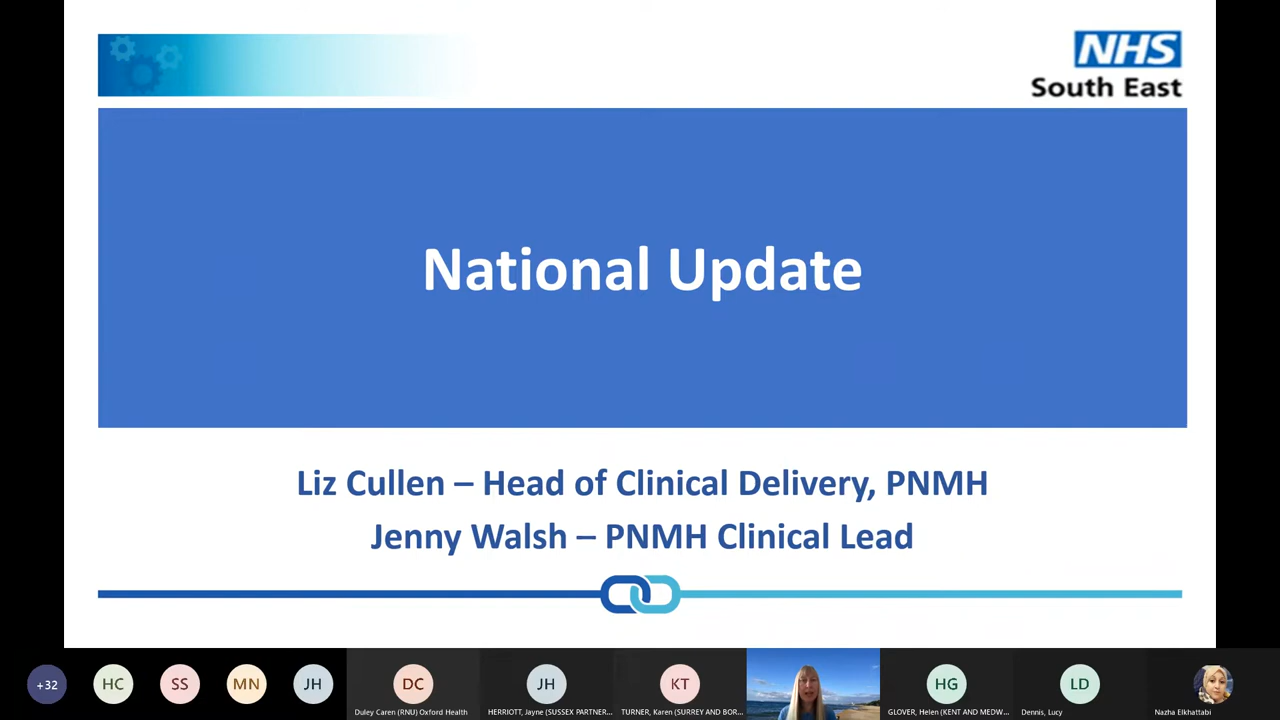 NHS
South East
National Update
Liz Cullen – Head of Clinical Delivery, PNMH
Jenny Walsh – PNMH Clinical Lead
+32
HC
SS
MN
JH
DC
Duley Caren (RNU) Oxford Health
JH
HERRIOTT, Jayne (SUSSEX PARTNER...
KT
TURNER, Karen (SURREY AND BOR...
HG
GLOVER, Helen (KENT AND MEDW...
LD
Dennis, Lucy
Nazha Elkhattabi